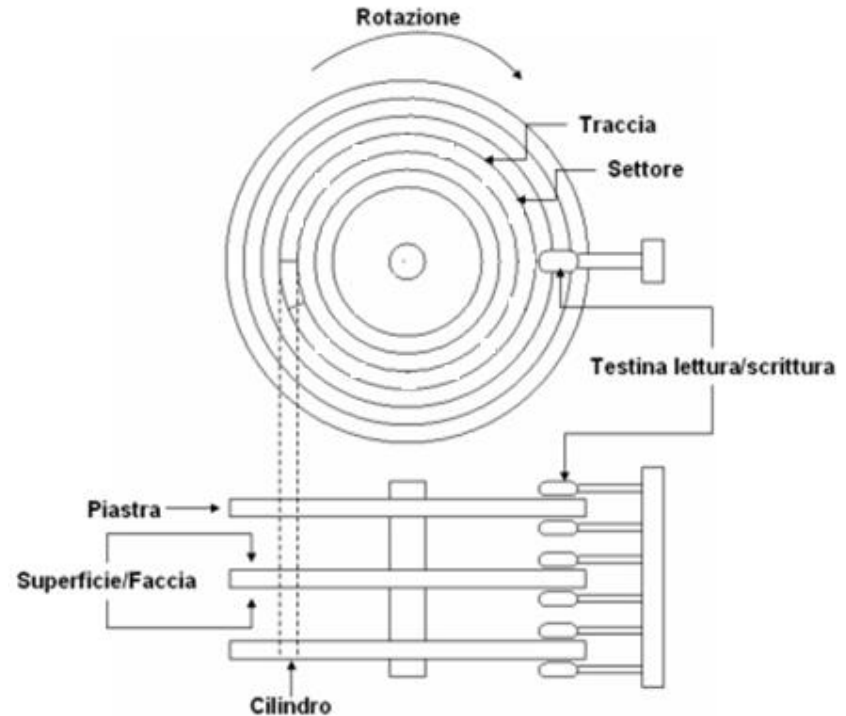 Rotazione
Traccia
Settore
Testina lettura/scrittura
Piastra
Superficie/Faccia
Cilindro